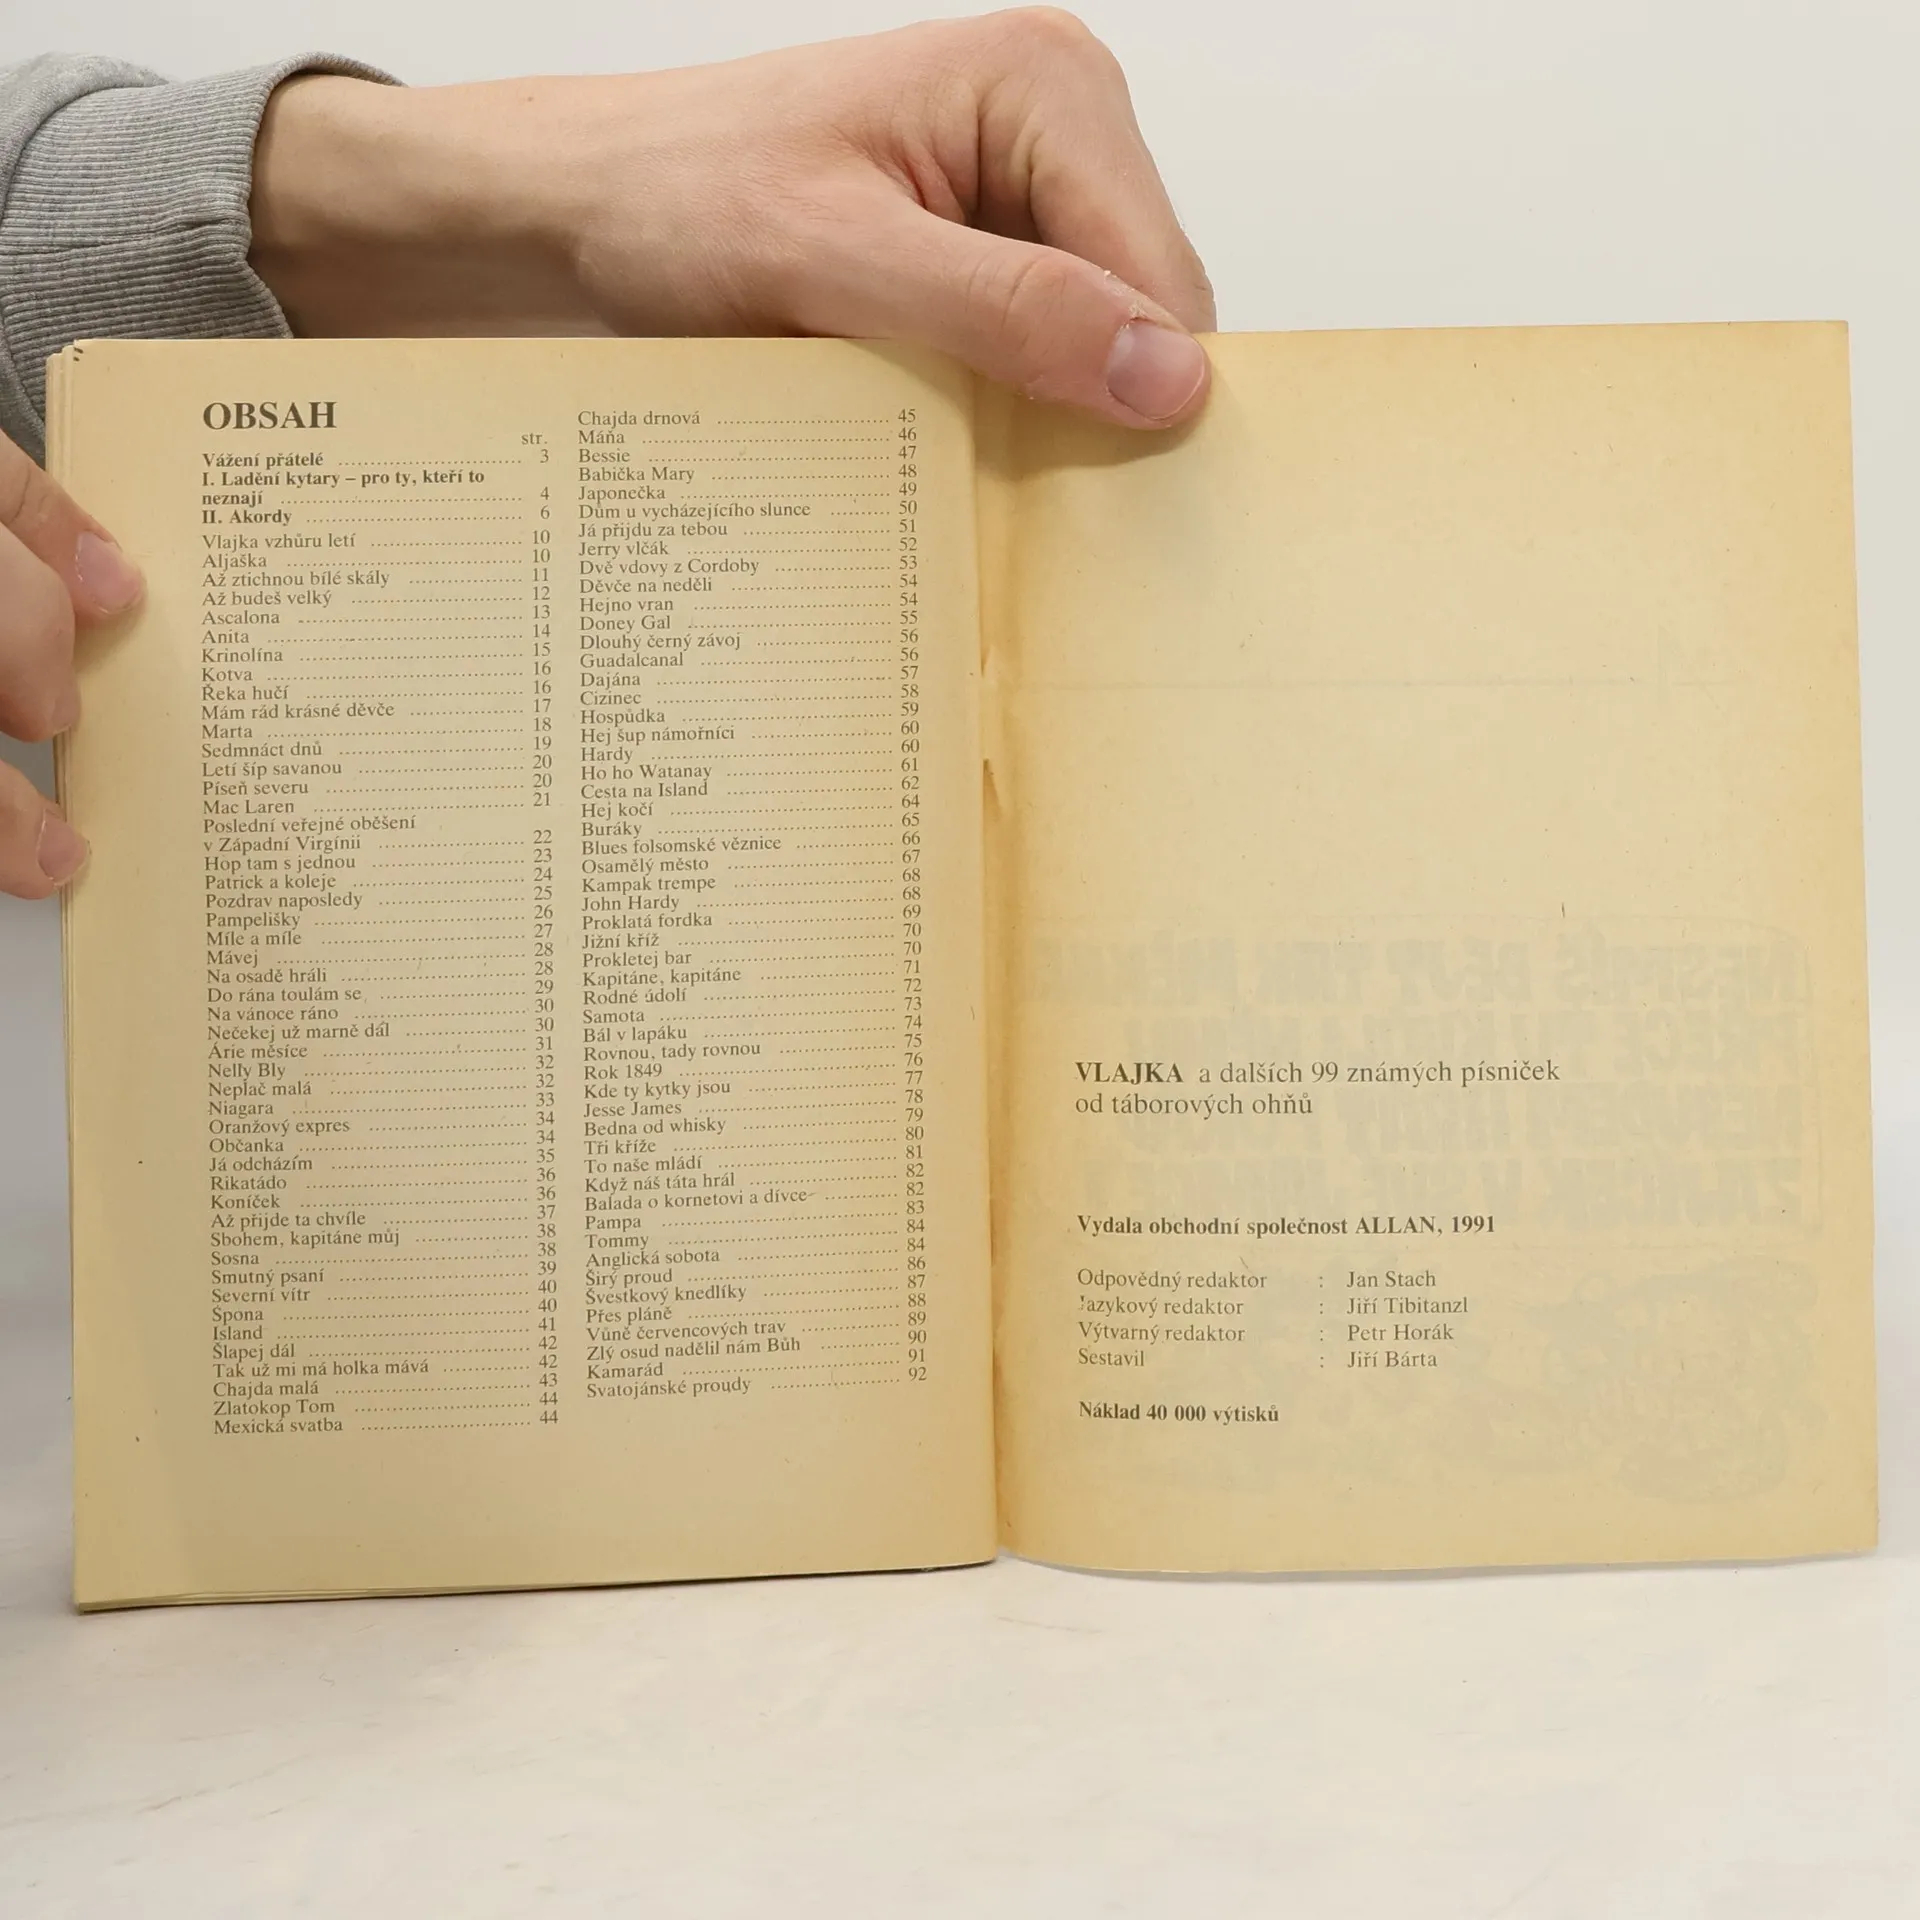 OBSAH
str.
Vážení přátelé ........ 3
I. Ladění kytary – pro ty, kteří to
neznají ........ 4
II. Akordy ........ 6
Vlajka vzhůru letí ........ 10
Aljaška ........ 10
Až ztichnou bílé skály ........ 11
Až budeš velký ........ 12
Ascalona ........ 13
Anita ........ 14
Krinolína ........ 15
Kotva ........ 16
Řeka hučí ........ 16
Mám rád krásné děvče ........ 17
Marta ........ 18
Sedmnáct dnů ........ 19
Letí šíp savanou ........ 20
Píseň severu ........ 20
Mac Laren ........ 21
Poslední veřejné oběšení
v Západní Virgínii ........ 22
Hop tam s jednou ........ 23
Patrick a koleje ........ 24
Pozdrav naposledy ........ 25
Pampelišky ........ 26
Míle a míle ........ 27
Mávej ........ 28
Na osadě hráli ........ 28
Do rána toulám se ........ 29
Na vánoce ráno ........ 30
Nečekej už marně dál ........ 30
Árie měsíce ........ 31
Nelly Bly ........ 32
Neplač malá ........ 32
Niagara ........ 33
Oranžový expres ........ 34
Občanka ........ 34
Já odcházím ........ 35
Rikatádo ........ 36
Koníček ........ 36
Až přijde ta chvíle ........ 37
Sbohem, kapitáne můj ........ 38
Sosna ........ 38
Smutný psaní ........ 39
Severní vítr ........ 40
Spona ........ 40
Island ........ 41
Šlapej dál ........ 42
Tak už mi má holka mává ........ 42
Chajda malá ........ 43
Zlatokop Tom ........ 44
Mexická svatba ........ 44
Chajda drnová ........ 45
Máňa ........ 46
Bessie ........ 47
Babička Mary ........ 48
Japonečka ........ 49
Dům u vycházejícího slunce ........ 50
Já přijdu za tebou ........ 51
Jerry vlčák ........ 52
Dvě vdovy z Cordoby ........ 53
Děvče na neděli ........ 54
Hejno vran ........ 54
Doney Gal ........ 55
Dlouhý černý závoj ........ 56
Guadalcanal ........ 56
Dajána ........ 57
Cizinec ........ 58
Hospůdka ........ 59
Hej šup námořníci ........ 60
Hardy ........ 60
Ho ho Watanay ........ 61
Cesta na Island ........ 62
Hej kočí ........ 64
Buráky ........ 65
Blues folsomské věznice ........ 66
Osamělý město ........ 67
Kampak trempe ........ 68
John Hardy ........ 68
Proklatá fordka ........ 69
Jižní kříž ........ 70
Prokletej bar ........ 70
Kapitáne, kapitáne ........ 71
Rodné údolí ........ 72
Samota ........ 73
Bál v lapáku ........ 74
Rovnou, tady rovnou ........ 75
Rok 1849 ........ 76
Kde ty kytky jsou ........ 77
Jesse James ........ 78
Bedna od whisky ........ 79
Tři kříže ........ 80
To naše mládí ........ 81
Když náš táta hrál ........ 82
Balada o kornetovi a dívce ........ 82
Pampa ........ 83
Tommy ........ 84
Anglická sobota ........ 84
Širý proud ........ 86
Švestkový knedlíky ........ 87
Přes pláně ........ 88
Vůně červencových trav ........ 89
Zlý osud nadělil nám Bůh ........ 90
Kamarád ........ 91
Svatojánské proudy ........ 92
VLAJKA a dalších 99 známých písniček
od táborových ohňů
Vydala obchodní společnost ALLAN, 1991
Odpovědný redaktor : Jan Stach
Jazykový redaktor : Jiří Tibitanzl
Výtvarný redaktor : Petr Horák
Sestavil : Jiří Bárta
Náklad 40 000 výtisků